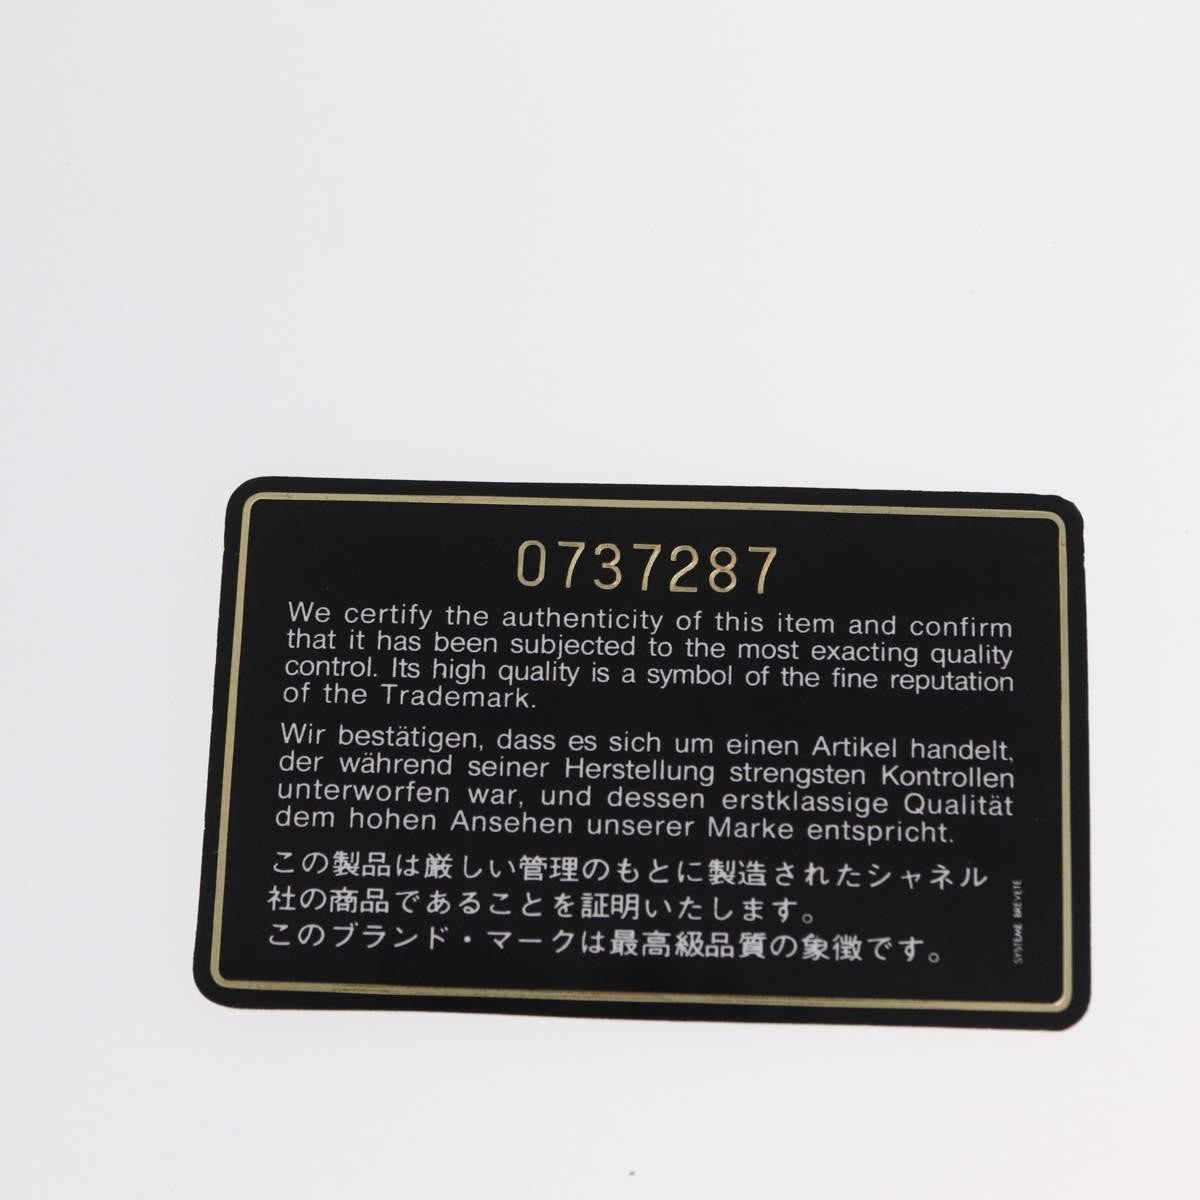 0737287
We certify the authenticity of this item and confirm
that it has been subjected to the most exacting quality
control. Its high quality is a symbol of the fine reputation
of the Trademark.
Wir bestätigen, dass es sich um einen Artikel handelt,
der während seiner Herstellung strengsten Kontrollen
unterworfen war, und dessen erstklassige Qualität
dem hohen Ansehen unserer Marke entspricht.
この製品は厳しい管理のもとに製造されたシャネル
社の商品であることを証明いたします。
このブランド・マークは最高級品質の象徴です。
SYSTEME BREVETE